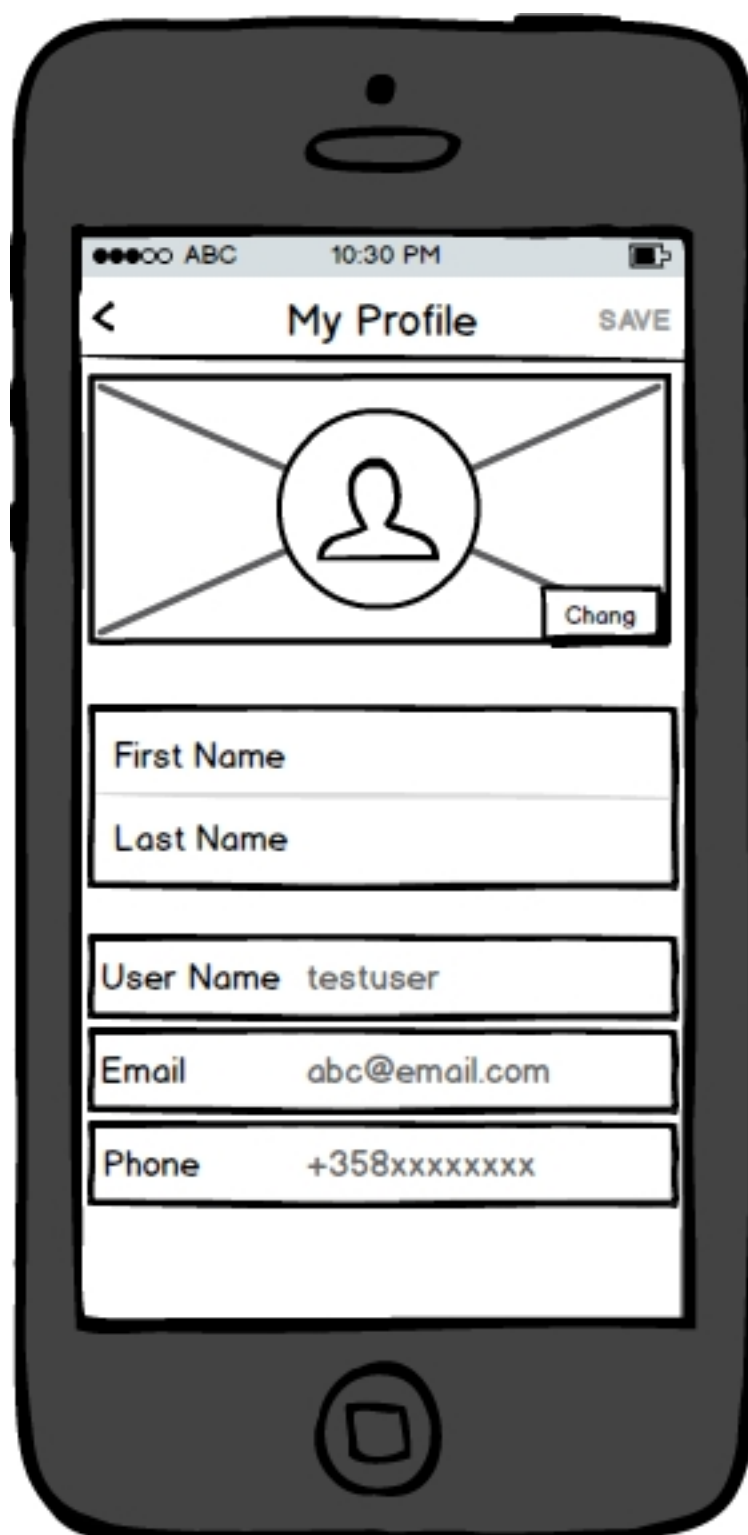 ABC 10:30 PM
< My Profile SAVE
Chang
First Name
Last Name
User Name testuser
Email abc@email.com
Phone +358xxxxxxxx